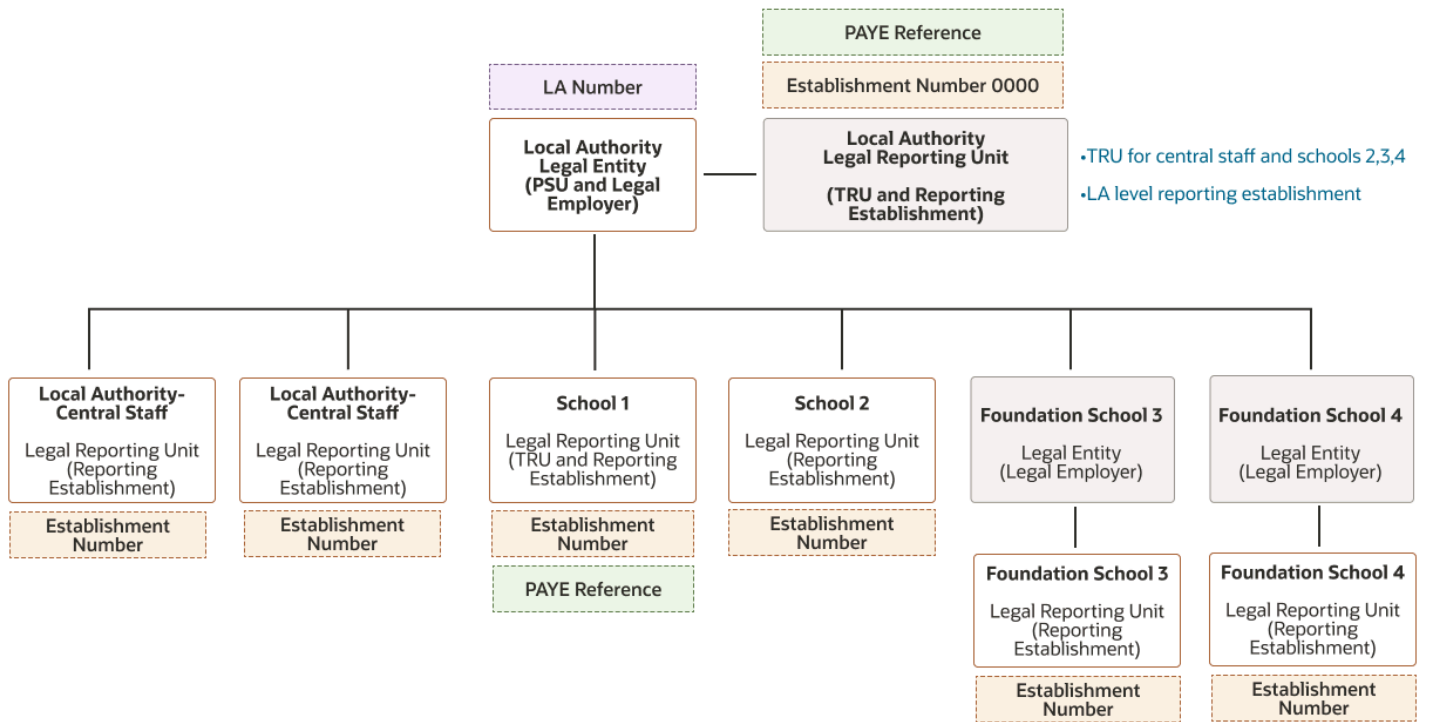 PAYE Reference
LA Number
Establishment Number 0000
Local Authority
Legal Entity
(PSU and Legal
Employer)
Local Authority
Legal Reporting Unit
(TRU and Reporting
Establishment)
•TRU for central staff and schools 2,3,4
•LA level reporting establishment
Local Authority-
Central Staff
Legal Reporting Unit
(Reporting
Establishment)
Establishment
Number
Local Authority-
Central Staff
Legal Reporting Unit
(Reporting
Establishment)
Establishment
Number
School 1
Legal Reporting Unit
(TRU and Reporting
Establishment)
Establishment
Number
PAYE Reference
School 2
Legal Reporting Unit
(Reporting
Establishment)
Establishment
Number
Foundation School 3
Legal Entity
(Legal Employer)
Foundation School 3
Legal Reporting Unit
(Reporting
Establishment)
Establishment
Number
Foundation School 4
Legal Entity
(Legal Employer)
Foundation School 4
Legal Reporting Unit
(Reporting
Establishment)
Establishment
Number